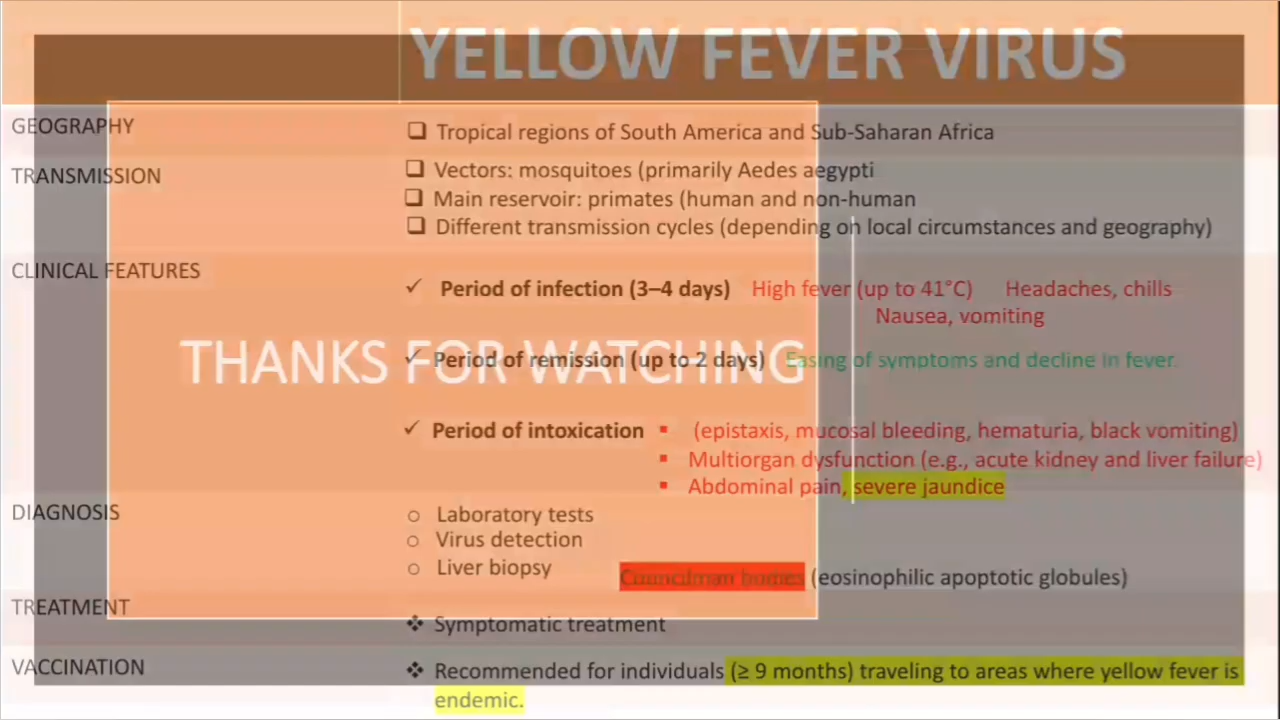 YELLOW FEVER VIRUS
GEOGRAPHY
❑ Tropical regions of South America and Sub-Saharan Africa
TRANSMISSION
❑ Vectors: mosquitoes (primarily Aedes aegypti
❑ Main reservoir: primates (human and non-human
❑ Different transmission cycles (depending on local circumstances and geography)
CLINICAL FEATURES
✓ Period of infection (3–4 days) High fever (up to 41°C) Headaches, chills
Nausea, vomiting
THANKS FOR WATCHING
✓ Period of remission (up to 2 days) Easing of symptoms and decline in fever.
✓ Period of intoxication ▪ (epistaxis, mucosal bleeding, hematuria, black vomiting)
▪ Multiorgan dysfunction (e.g., acute kidney and liver failure)
▪ Abdominal pain, severe jaundice
DIAGNOSIS
○ Laboratory tests
○ Virus detection
○ Liver biopsy
Councilman bodies (eosinophilic apoptotic globules)
TREATMENT
❖ Symptomatic treatment
VACCINATION
❖ Recommended for individuals (≥ 9 months) traveling to areas where yellow fever is
endemic.